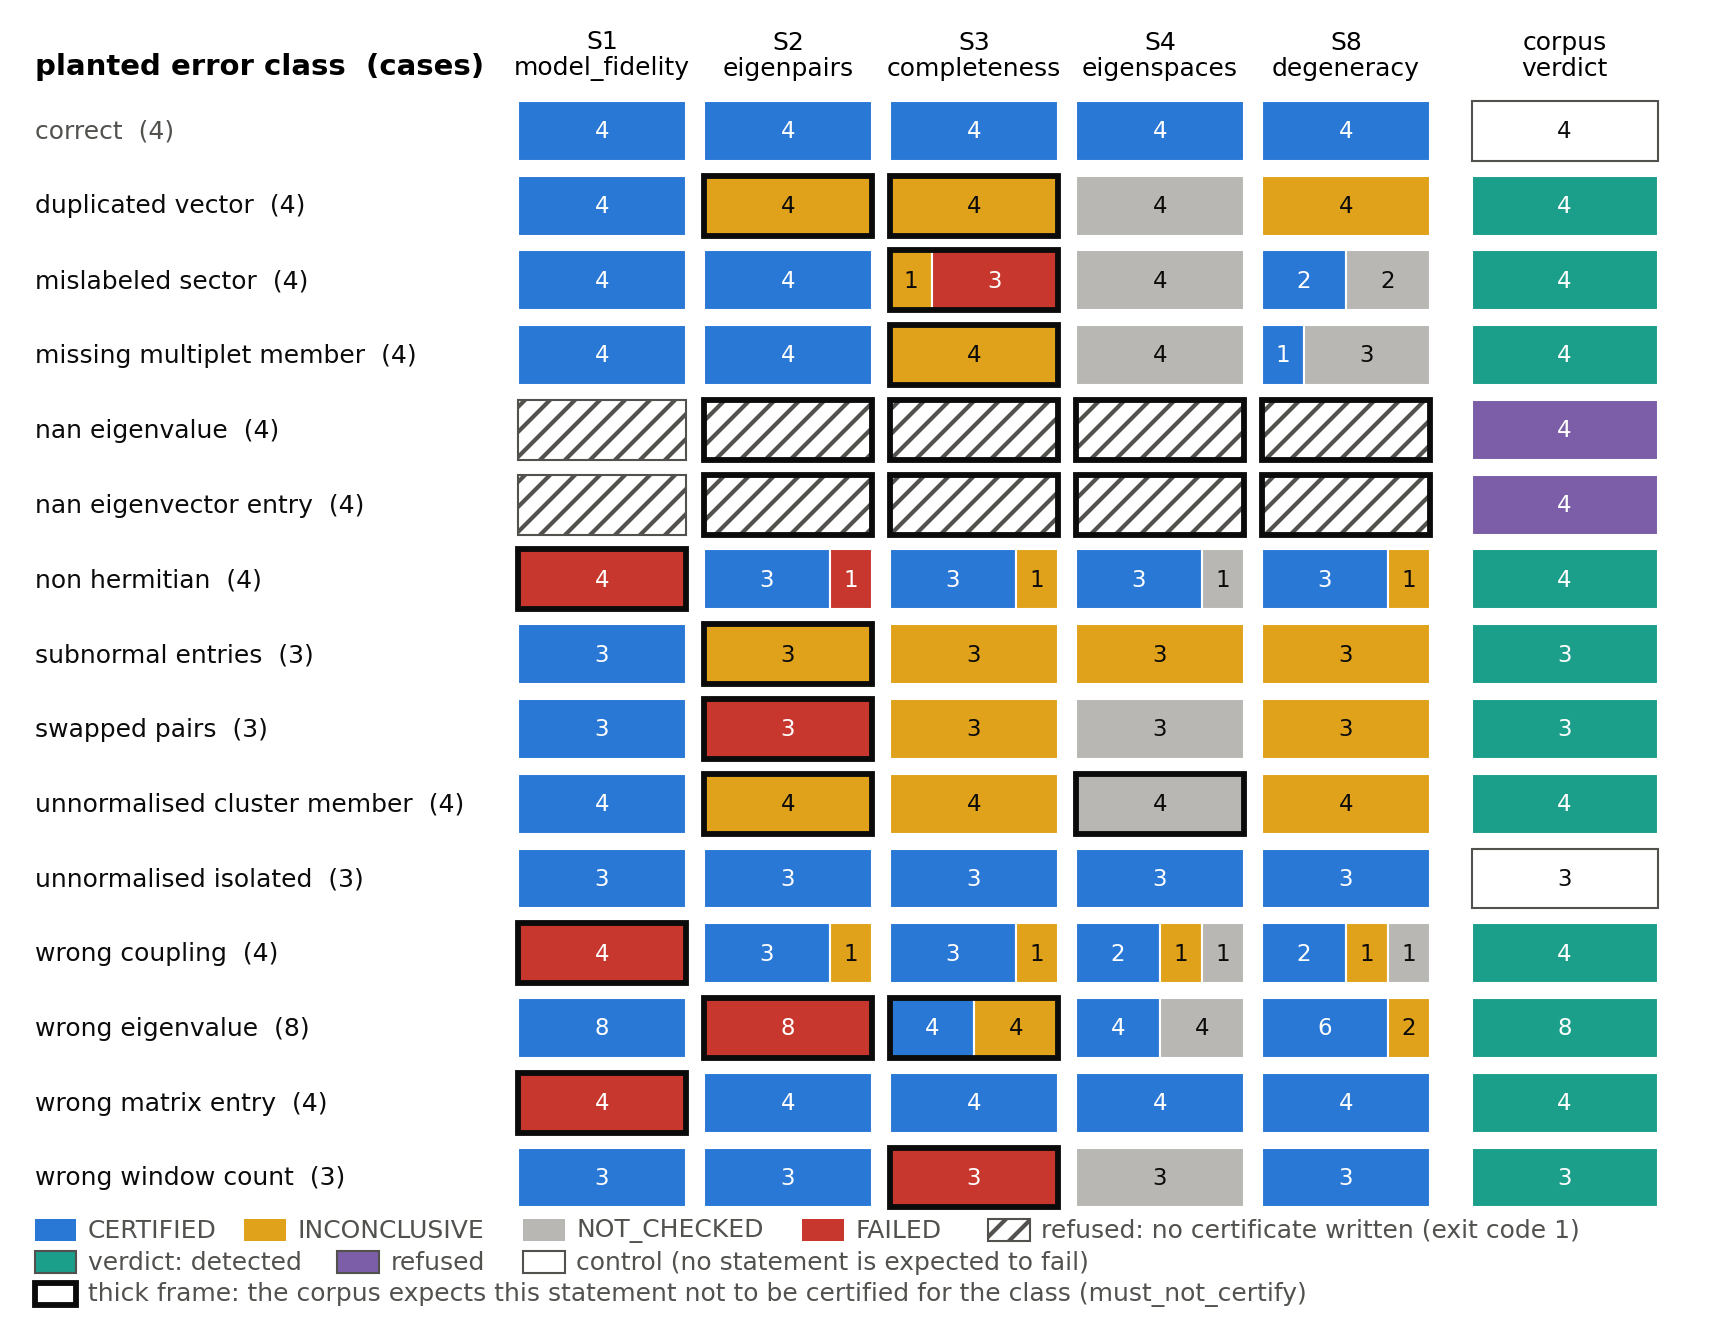 S1 S2 S3 S4 S8 corpus
planted error class (cases) model_fidelity eigenpairs completeness eigenspaces degeneracy verdict
correct (4) 4 4 4 4 4 4
duplicated vector (4) 4 4 4 4 4 4
mislabeled sector (4) 4 4 1 3 4 2 2 4
missing multiplet member (4) 4 4 4 4 1 3 4
nan eigenvalue (4) 4
nan eigenvector entry (4) 4
non hermitian (4) 4 3 1 3 1 3 1 3 1 4
subnormal entries (3) 3 3 3 3 3 3
swapped pairs (3) 3 3 3 3 3 3
unnormalised cluster member (4) 4 4 4 4 4 4
unnormalised isolated (3) 3 3 3 3 3 3
wrong coupling (4) 4 3 1 3 1 2 1 1 2 1 1 4
wrong eigenvalue (8) 8 8 4 4 4 4 6 2 8
wrong matrix entry (4) 4 4 4 4 4 4
wrong window count (3) 3 3 3 3 3 3
CERTIFIED INCONCLUSIVE NOT_CHECKED FAILED refused: no certificate written (exit code 1)
verdict: detected refused control (no statement is expected to fail)
thick frame: the corpus expects this statement not to be certified for the class (must_not_certify)